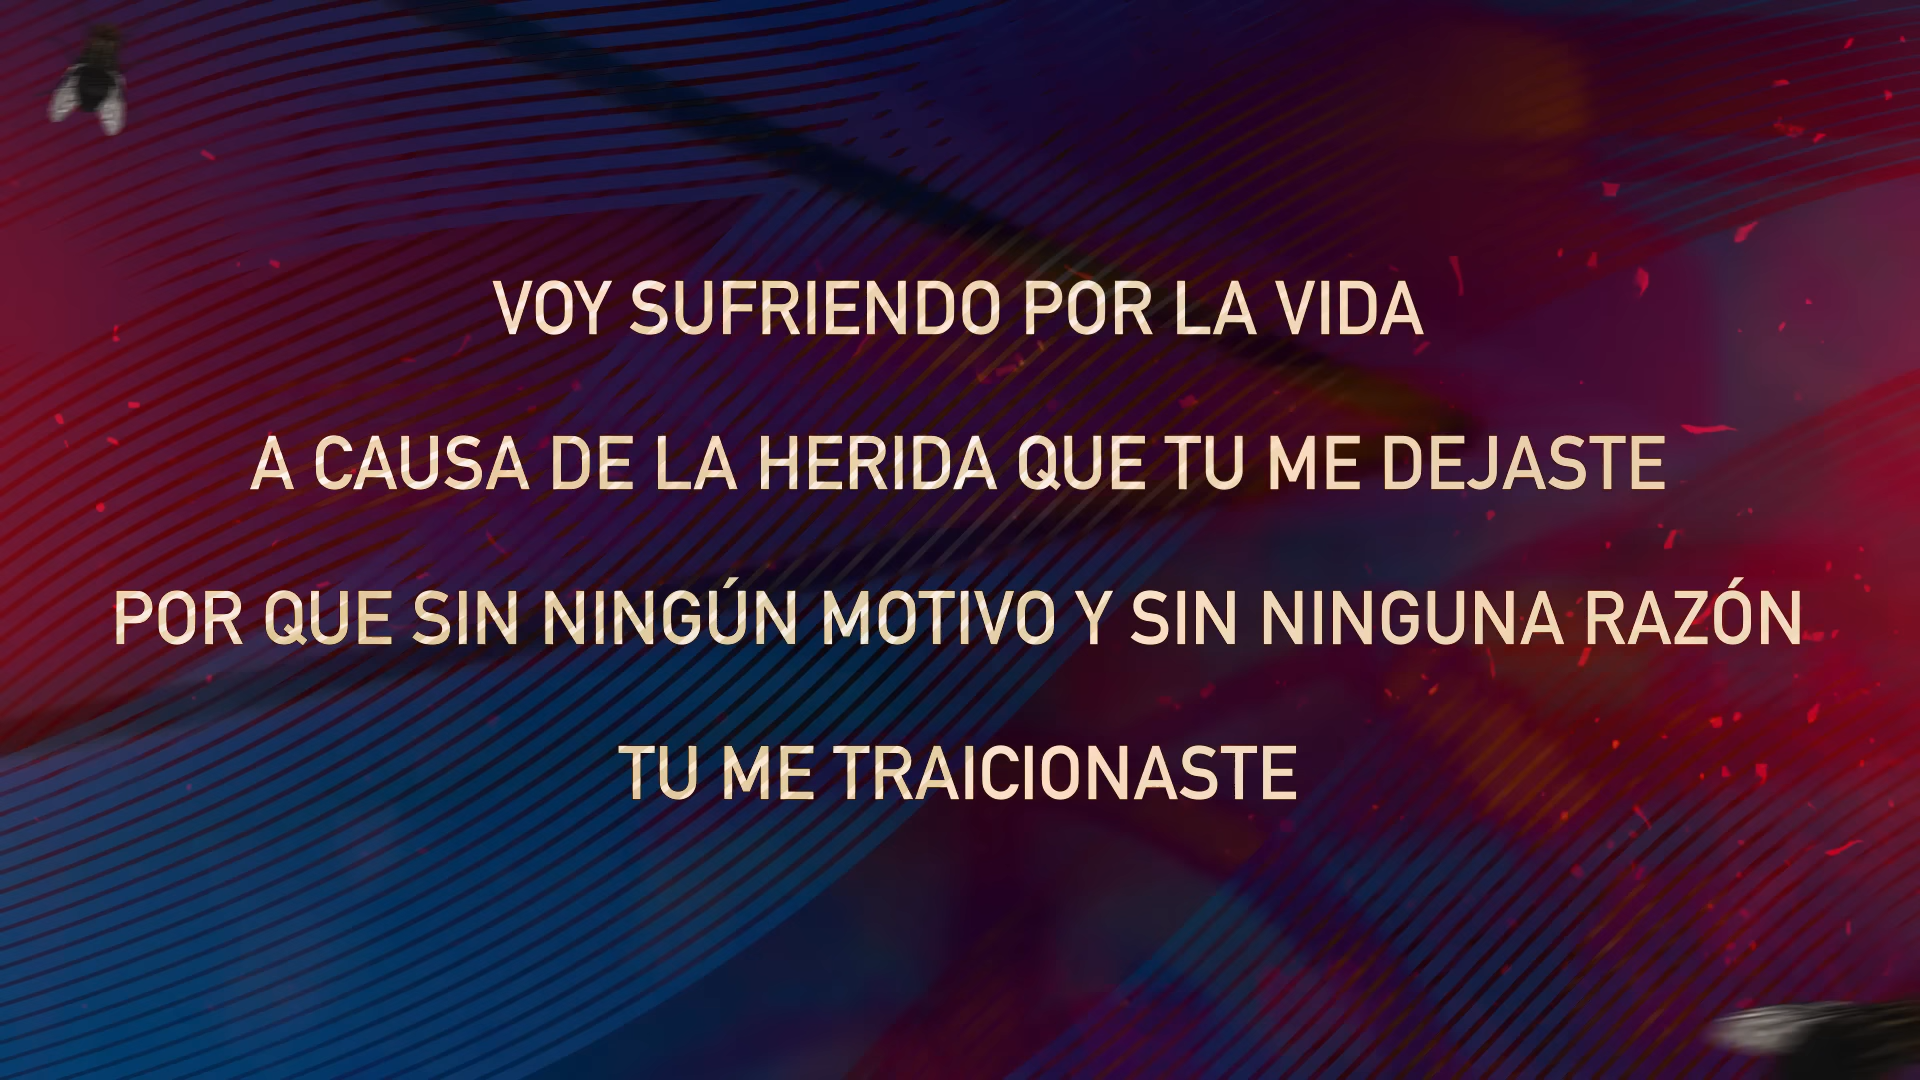 VOY SUFRIENDO POR LA VIDA
A CAUSA DE LA HERIDA QUE TU ME DEJASTE
POR QUE SIN NINGÚN MOTIVO Y SIN NINGUNA RAZÓN
TU ME TRAICIONASTE